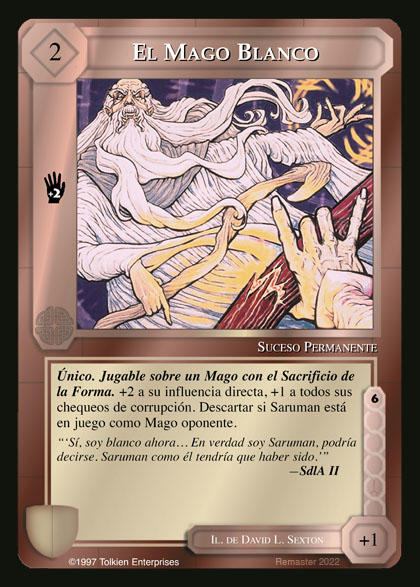 2
El Mago Blanco
2
Suceso Permanente
Único. Jugable sobre un Mago con el Sacrificio de
la Forma. +2 a su influencia directa, +1 a todos sus
chequeos de corrupción. Descartar si Saruman está
en juego como Mago oponente.
“‘Sí, soy blanco ahora… En verdad soy Saruman, podría
decirse. Saruman como él tendría que haber sido.’”
—SdlA II
6
Il. de David L. Sexton
+1
©1997 Tolkien Enterprises
Remaster 2022